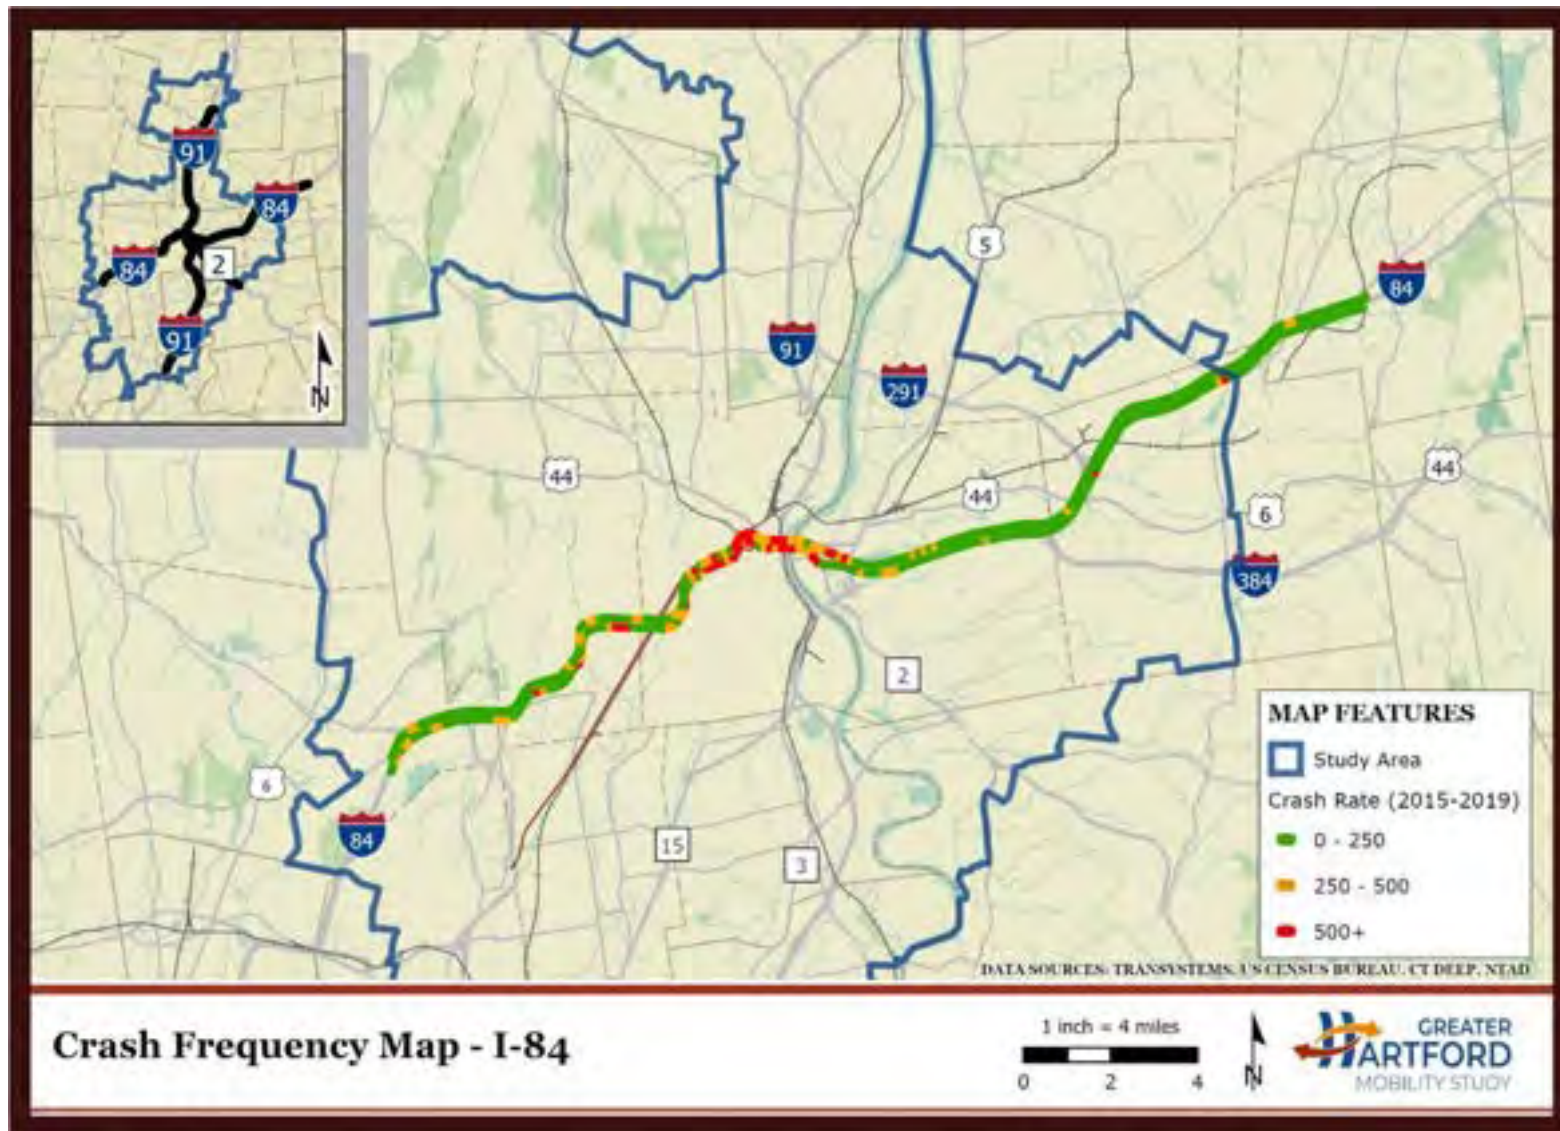 91
84
84
2
91
N
5
84
91
291
44
44
44
6
384
2
6
84
15
3
MAP FEATURES
Study Area
Crash Rate (2015-2019)
0 - 250
250 - 500
500+
DATA SOURCES: TRANSYSTEMS, US CENSUS BUREAU, CT DEEP, NTAD
Crash Frequency Map - I-84
1 inch = 4 miles
0 2 4
N
GREATER
HARTFORD
MOBILITY STUDY